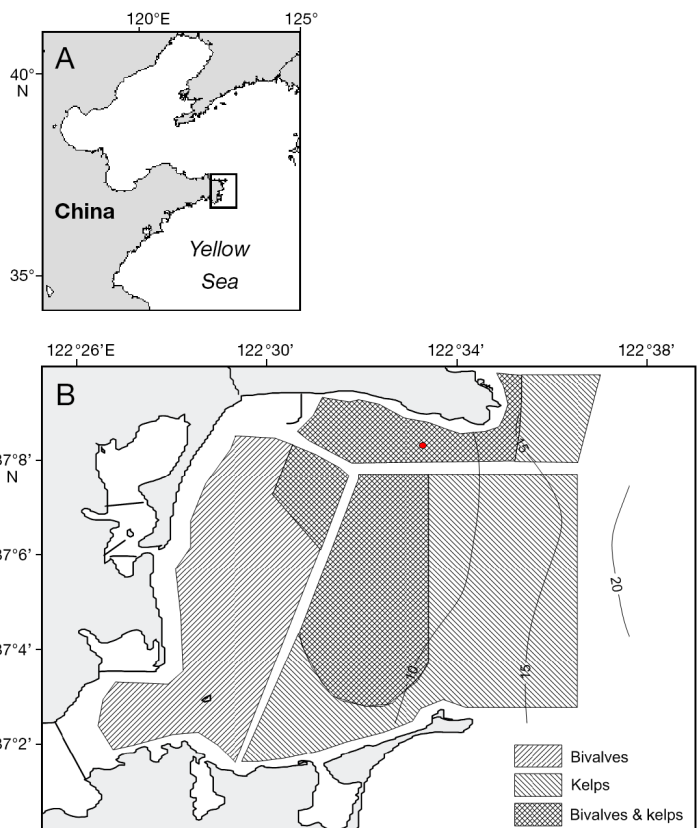 120°E 125°
A
40°
N
China
Yellow
Sea
35°
122°26'E 122°30' 122°34' 122°38'
B
37°8'
N
15
37°6'
20
37°4'
10
15
37°2'
Bivalves
Kelps
Bivalves & kelps